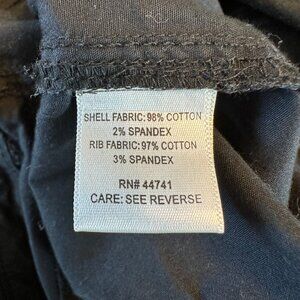 SHELL FABRIC: 98% COTTON
2% SPANDEX
RIB FABRIC: 97% COTTON
3% SPANDEX
RN# 44741
CARE: SEE REVERSE